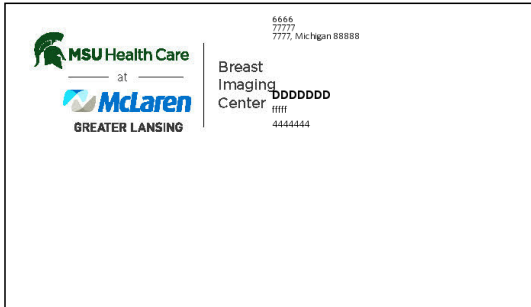 MSU Health Care
at
McLaren
GREATER LANSING
Breast
Imaging
Center
6666
77777
7777, Michigan 88888
DDDDDDD
fffff
4444444